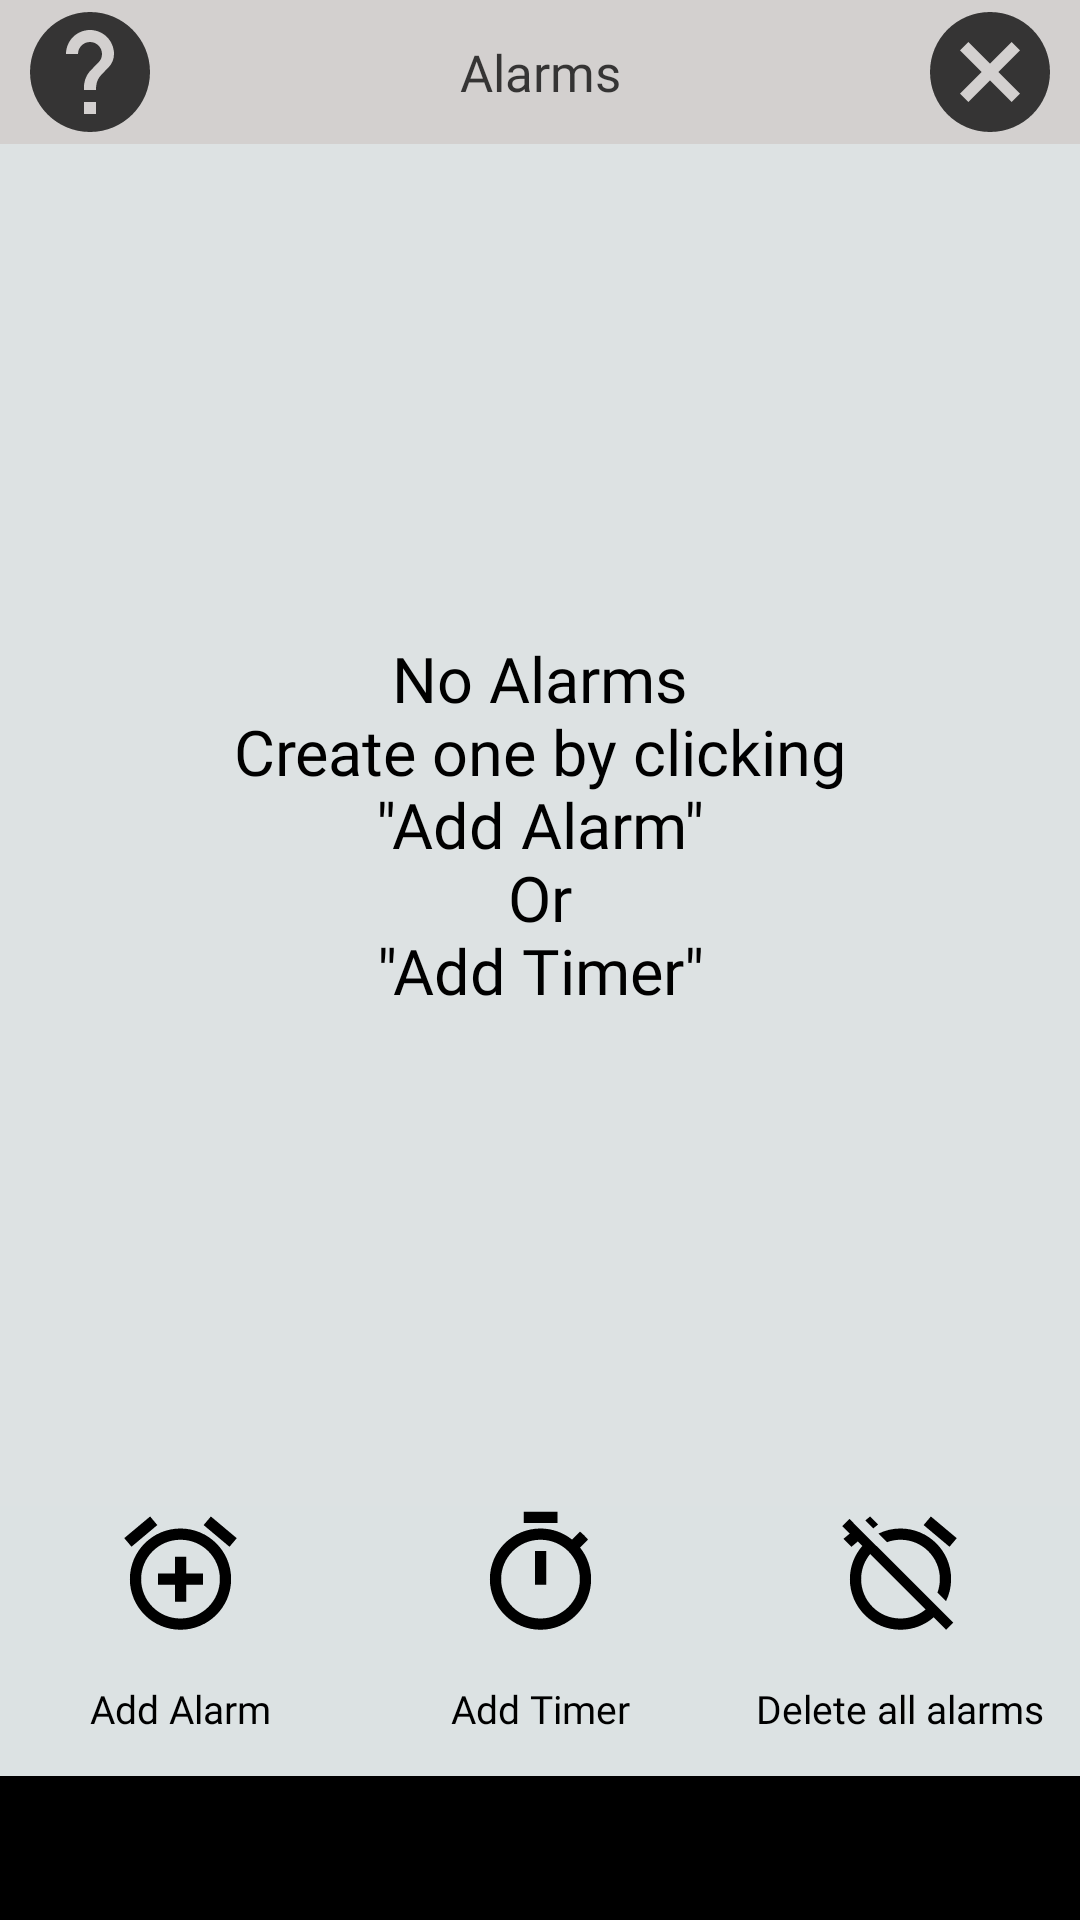 Alarms
No Alarms
Create one by clicking
"Add Alarm"
Or
"Add Timer"
Add Alarm
Add Timer
Delete all alarms